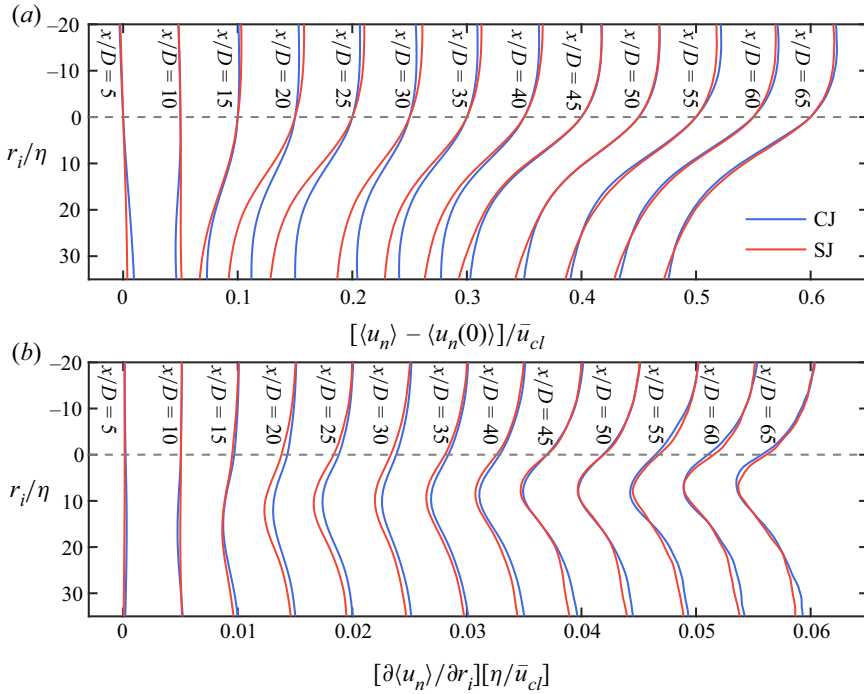 (a)
−20
−10
0
10
20
30
r_i/η
x/D = 5
x/D = 10
x/D = 15
x/D = 20
x/D = 25
x/D = 30
x/D = 35
x/D = 40
x/D = 45
x/D = 50
x/D = 55
x/D = 60
x/D = 65
CJ
SJ
0 0.1 0.2 0.3 0.4 0.5 0.6
[⟨u_n⟩ − ⟨u_n(0)⟩]/ū_cl
(b)
−20
−10
0
10
20
30
r_i/η
x/D = 5
x/D = 10
x/D = 15
x/D = 20
x/D = 25
x/D = 30
x/D = 35
x/D = 40
x/D = 45
x/D = 50
x/D = 55
x/D = 60
x/D = 65
0 0.01 0.02 0.03 0.04 0.05 0.06
[∂⟨u_n⟩/∂r_i][η/ū_cl]